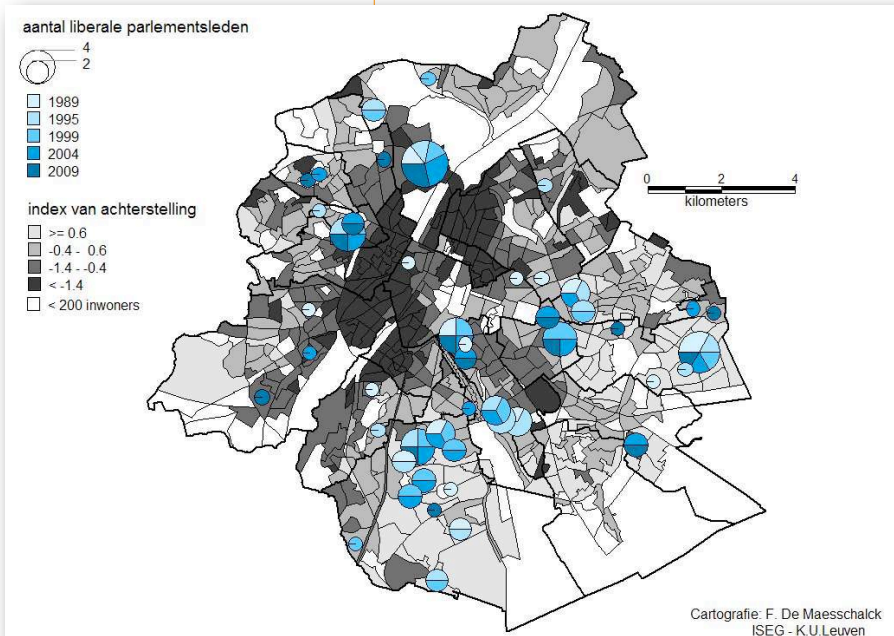 aantal liberale parlementsleden
4
2
1989
1995
1999
2004
2009
index van achterstelling
>= 0.6
-0.4 - 0.6
-1.4 - -0.4
< -1.4
< 200 inwoners
0 2 4
kilometers
Cartografie: F. De Maesschalck
ISEG - K.U.Leuven